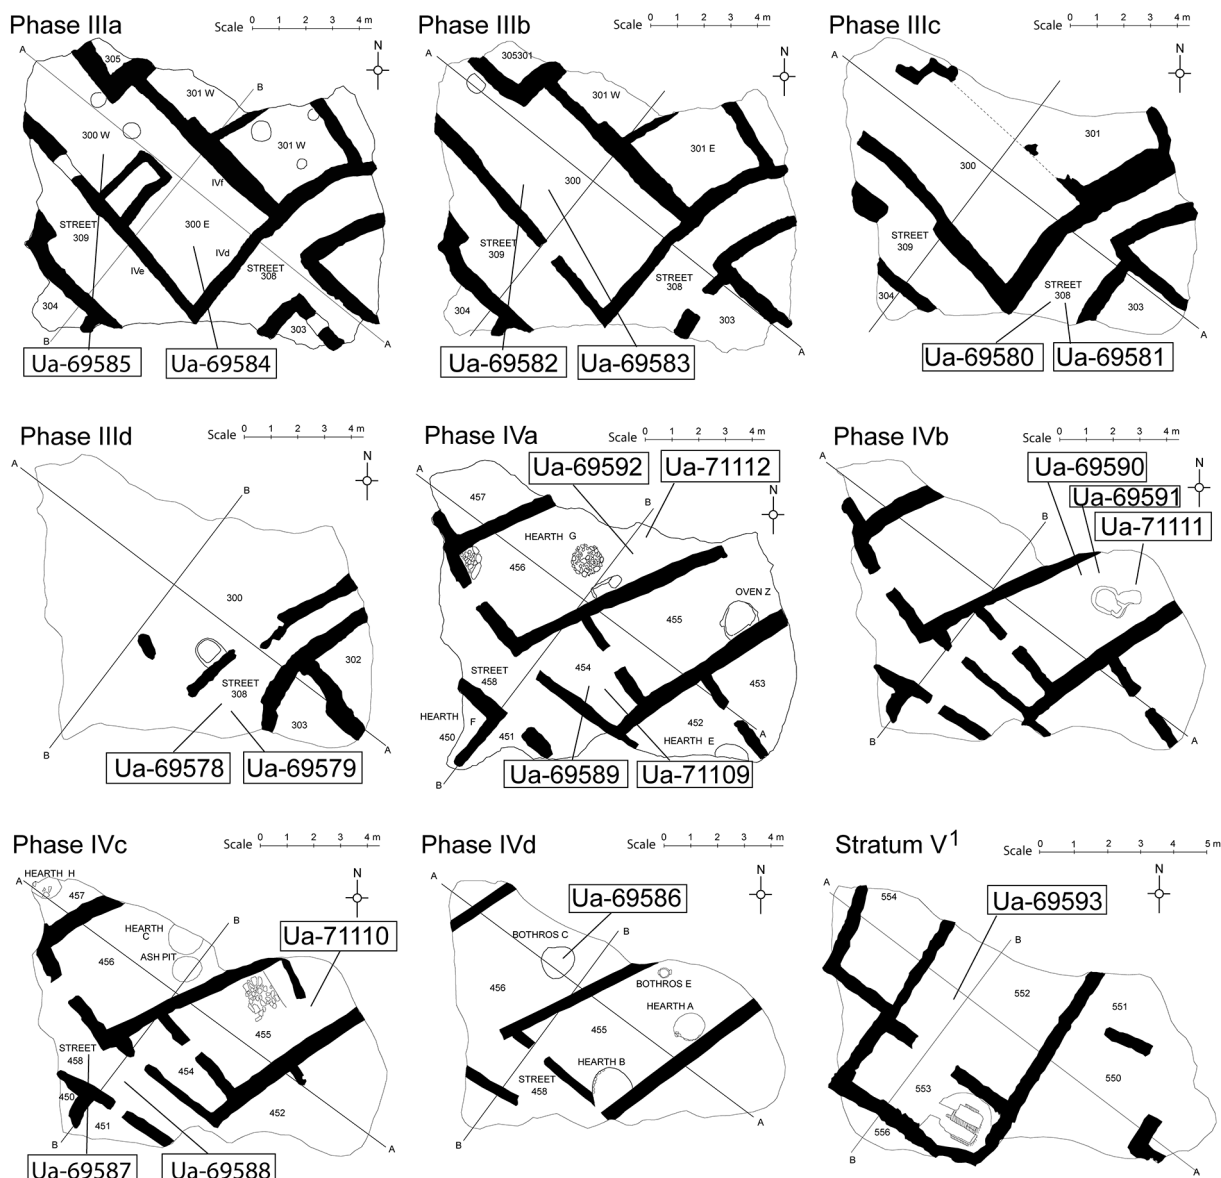 Phase IIIa
Scale 0 1 2 3 4 m
N
A
B
305
301 W
300 W
301 W
IVf
STREET
309
300 E
IVd
IVe
STREET
308
304
303
B
A
Ua-69585
Ua-69584
Phase IIIb
Scale 0 1 2 3 4 m
N
A
B
305301
301 W
301 E
300
STREET
309
STREET
308
304
303
A
Ua-69582
Ua-69583
Phase IIIc
Scale 0 1 2 3 4 m
N
A
301
300
STREET
309
STREET
308
304
303
A
Ua-69580
Ua-69581
Phase IIId
Scale 0 1 2 3 4 m
N
A
B
300
302
STREET
308
303
B
A
Ua-69578
Ua-69579
Phase IVa
Scale 0 1 2 3 4 m
Ua-69592
Ua-71112
N
A
B
457
HEARTH G
456
OVEN Z
455
STREET
458
454
453
HEARTH F
450
451
452
HEARTH E
A
B
Ua-69589
Ua-71109
Phase IVb
Scale 0 1 2 3 4 m
Ua-69590
Ua-69591
Ua-71111
N
A
B
B
A
Phase IVc
Scale 0 1 2 3 4 m
N
HEARTH H
A
457
B
HEARTH
C
ASH PIT
456
Ua-71110
455
STREET
458
454
450
451
452
B
A
Ua-69587
Ua-69588
Phase IVd
Scale 0 1 2 3 4 m
N
A
Ua-69586
BOTHROS C
B
BOTHROS E
456
HEARTH A
455
HEARTH B
STREET
458
B
A
Stratum V1
Scale 0 1 2 3 4 5 m
N
A
554
Ua-69593
B
552
551
550
553
556
B
A